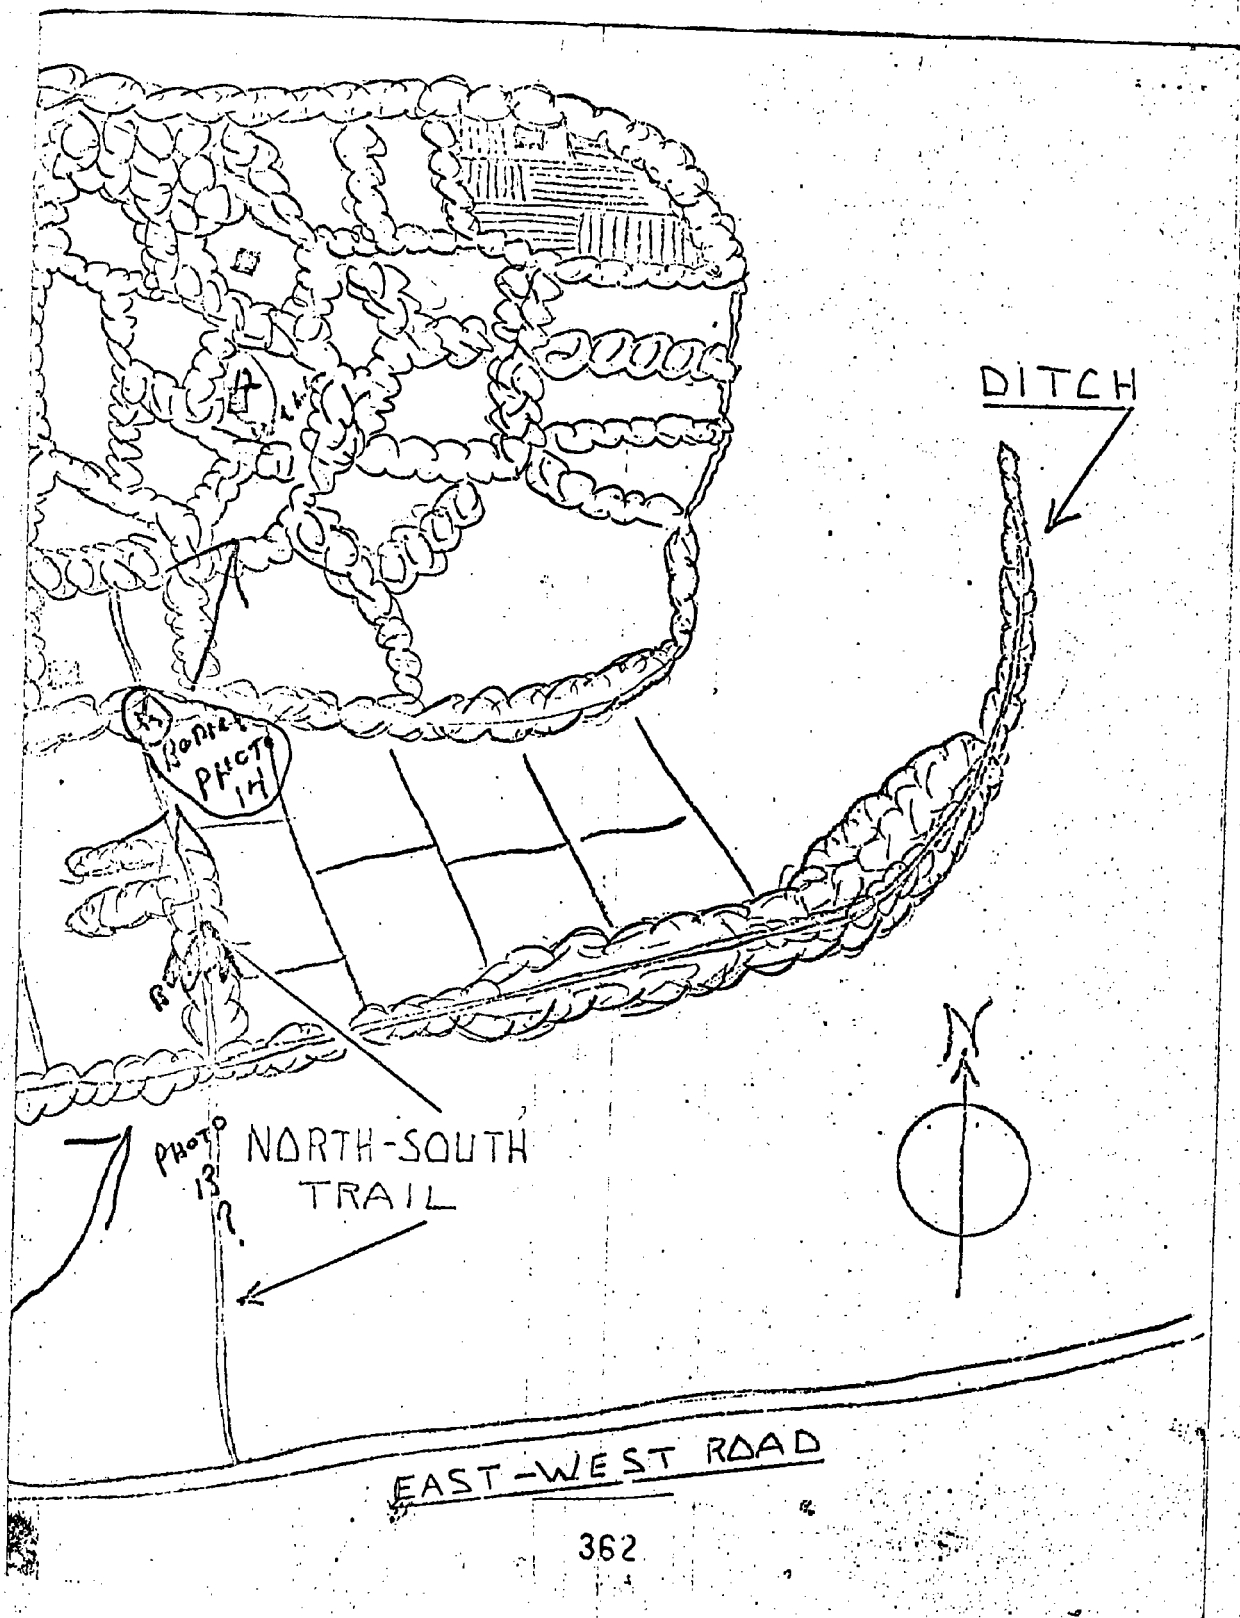 DITCH
A
BODIES
PHOTO
14
N
PHOTO
13
?
NORTH-SOUTH
TRAIL
EAST-WEST ROAD
362